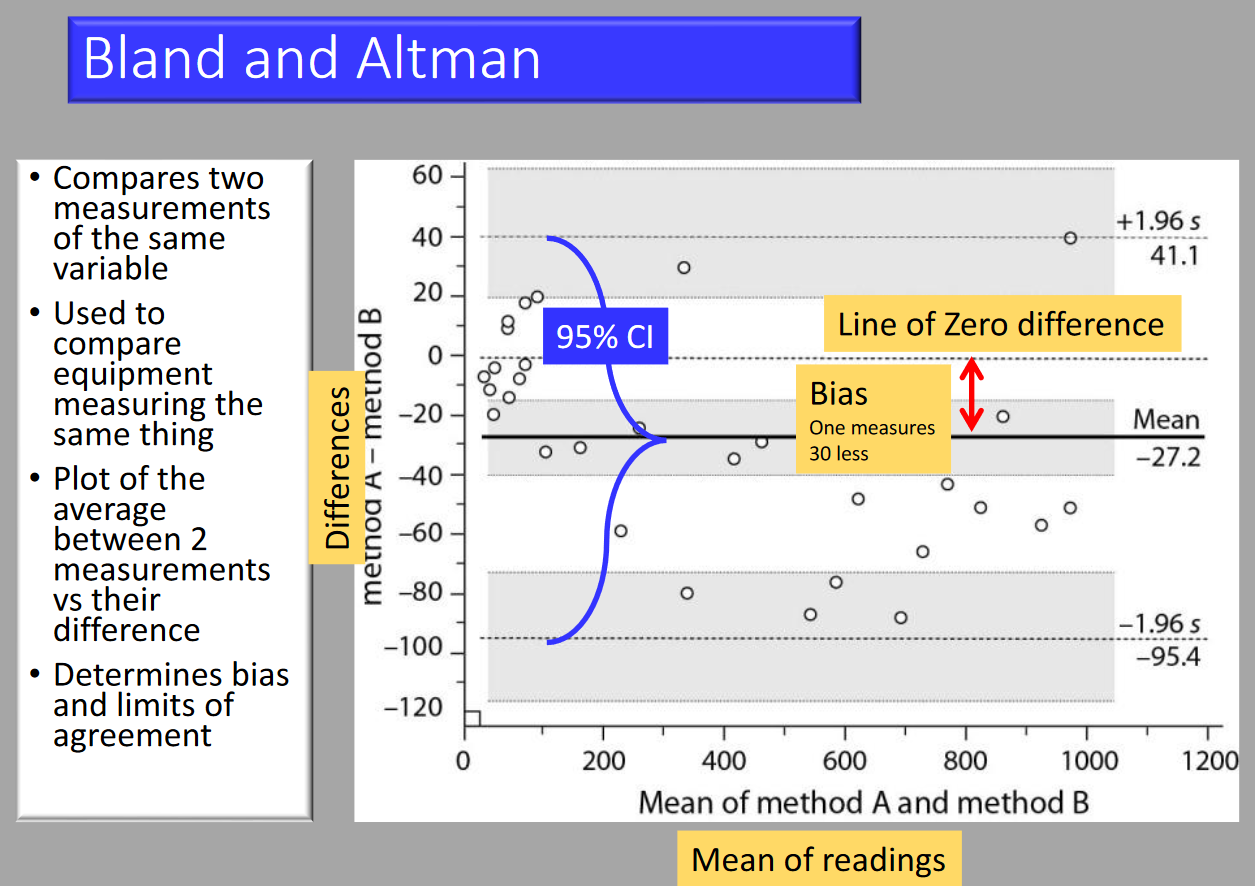 Bland and Altman
• Compares two
measurements
of the same
variable
• Used to
compare
equipment
measuring the
same thing
• Plot of the
average
between 2
measurements
vs their
difference
• Determines bias
and limits of
agreement
Differences
method A – method B
60
40
20
0
–20
–40
–60
–80
–100
–120
95% CI
Line of Zero difference
Bias
One measures
30 less
+1.96 s
41.1
Mean
–27.2
–1.96 s
–95.4
0 200 400 600 800 1000 1200
Mean of method A and method B
Mean of readings